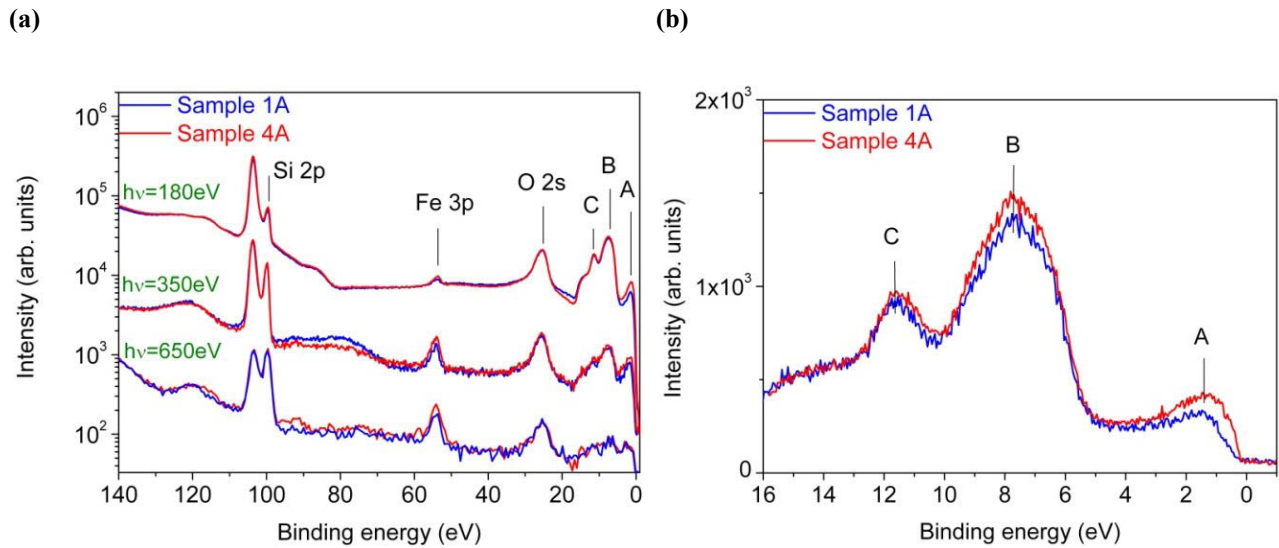 (a)
(b)
Sample 1A
Sample 4A
hν=180eV
hν=350eV
hν=650eV
Si 2p
Fe 3p
O 2s
C
B
A
10⁶
10⁵
10⁴
10³
10²
Intensity (arb. units)
140 120 100 80 60 40 20 0
Binding energy (eV)
Sample 1A
Sample 4A
C
B
A
2x10³
1x10³
0
Intensity (arb. units)
16 14 12 10 8 6 4 2 0
Binding energy (eV)